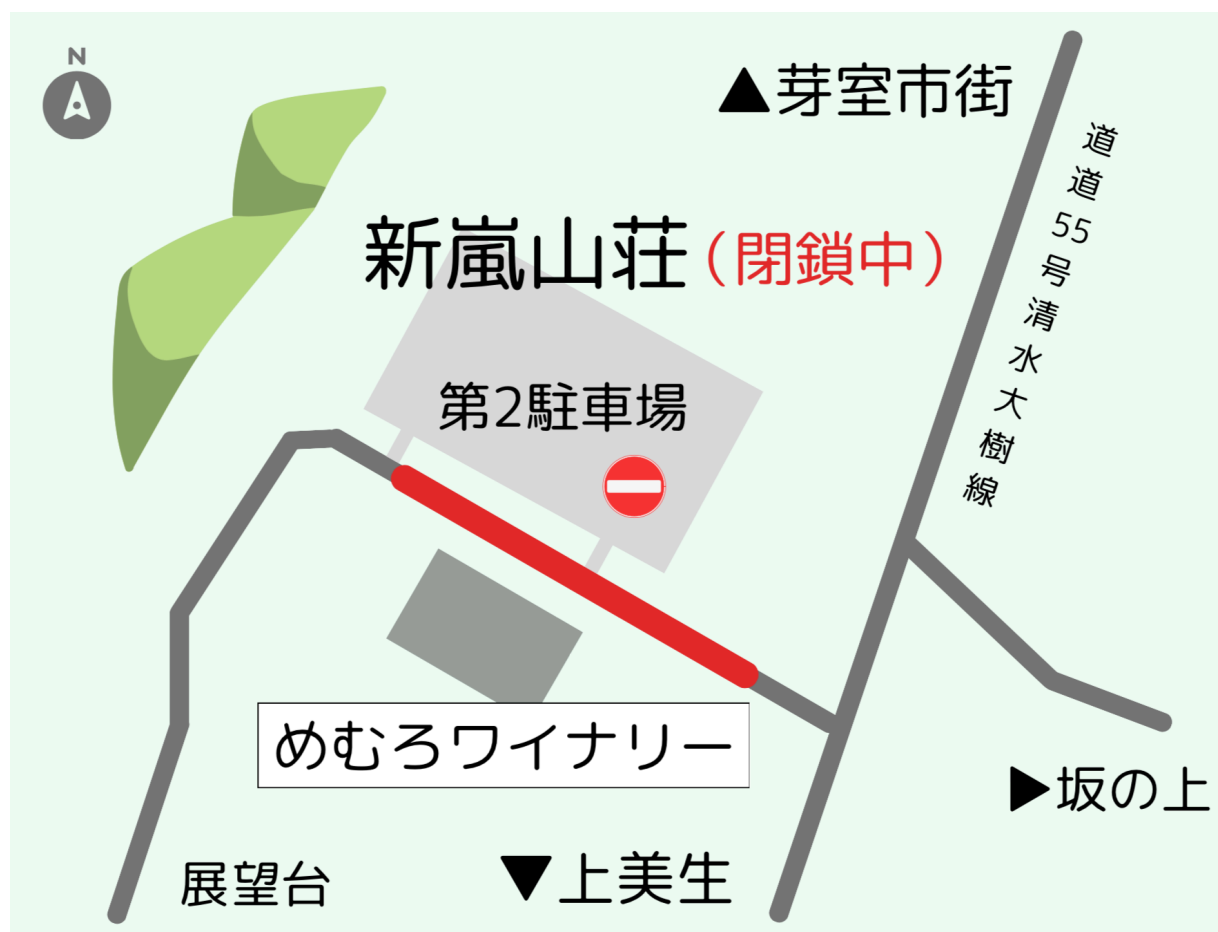 N
▲芽室市街
道道55号清水大樹線
新嵐山荘(閉鎖中)
第2駐車場
めむろワイナリー
▶坂の上
展望台
▼上美生